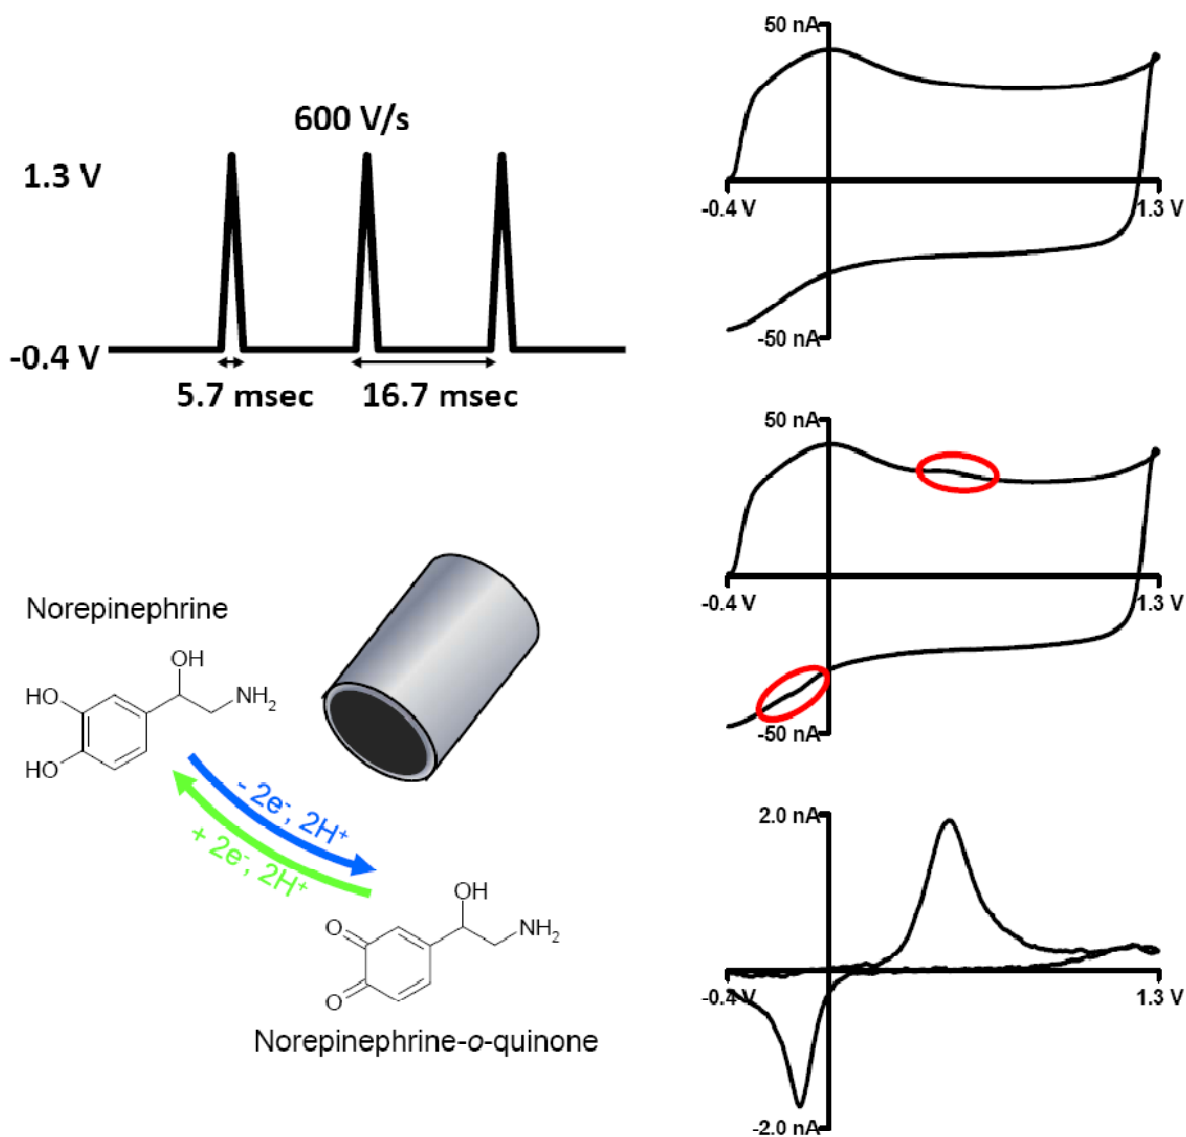 600 V/s
1.3 V
-0.4 V
5.7 msec
16.7 msec
Norepinephrine
OH
HO
NH2
HO
- 2e-, 2H+
+ 2e-, 2H+
OH
O
NH2
O
Norepinephrine-o-quinone
50 nA
-0.4 V
1.3 V
-50 nA
50 nA
-0.4 V
1.3 V
-50 nA
2.0 nA
-0.4 V
1.3 V
-2.0 nA